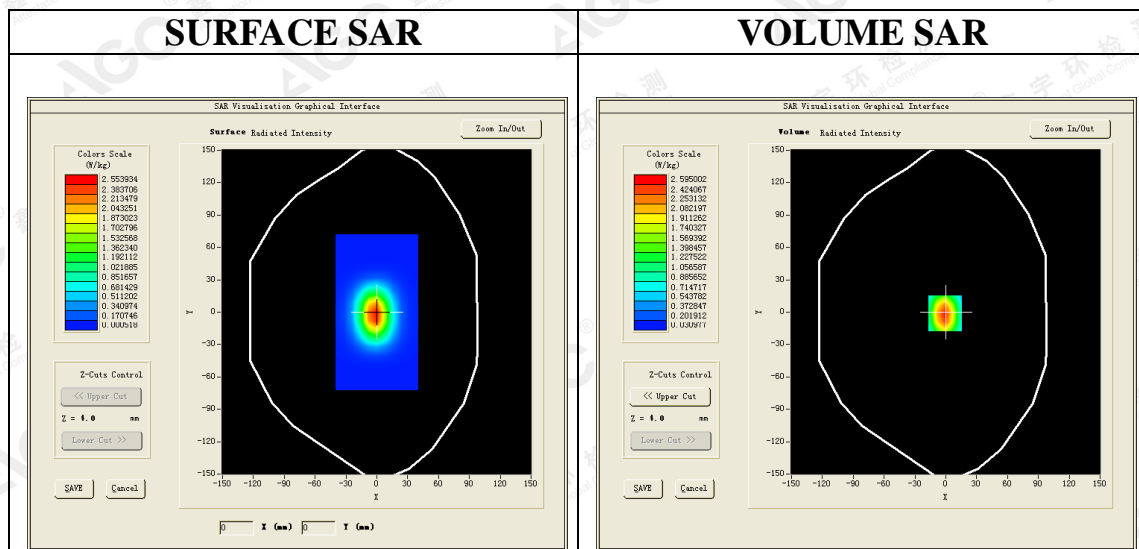 SURFACE SAR
VOLUME SAR
SAR Visualisation Graphical Interface
Surface Radiated Intensity
Zoom In/Out
Colors Scale
(W/kg)
2.553934
2.383706
2.213479
2.043251
1.873023
1.702796
1.532568
1.362340
1.192112
1.021885
0.851657
0.681429
0.511202
0.340974
0.170746
0.000518
150
120
90
60
30
0
-30
-60
-90
-120
-150
Y
-150 -120 -90 -60 -30 0 30 60 90 120 150
X
Z-Cuts Control
<< Upper Cut
Z = 4.0 mm
Lower Cut >>
SAVE Cancel
0 X (mm) 0 Y (mm)
SAR Visualisation Graphical Interface
Volume Radiated Intensity
Zoom In/Out
Colors Scale
(W/kg)
2.595002
2.424067
2.253132
2.082197
1.911262
1.740327
1.569392
1.398457
1.227522
1.056587
0.885652
0.714717
0.543782
0.372847
0.201912
0.030977
150
120
90
60
30
0
-30
-60
-90
-120
-150
Y
-150 -120 -90 -60 -30 0 30 60 90 120 150
X
Z-Cuts Control
<< Upper Cut
Z = 4.0 mm
Lower Cut >>
SAVE Cancel